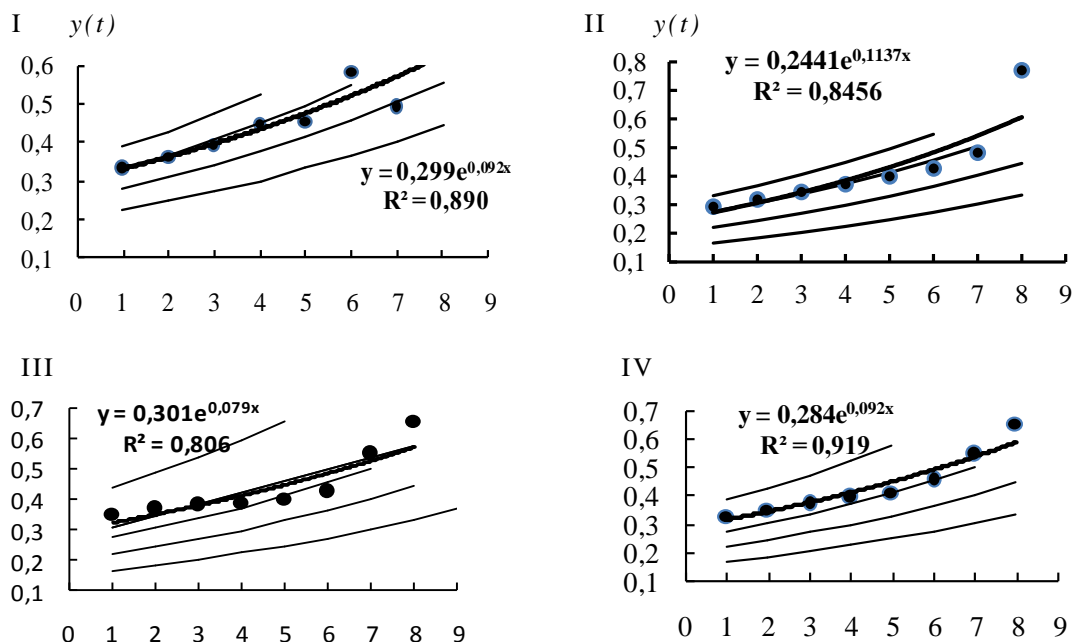 I y(t)
0,6
0,5
0,4
0,3
0,2
0,1
0 1 2 3 4 5 6 7 8 9
y = 0,299e^0,092x
R² = 0,890
II y(t)
0,8
0,7
0,6
0,5
0,4
0,3
0,2
0,1
0 1 2 3 4 5 6 7 8 9
y = 0,2441e^0,1137x
R² = 0,8456
III
0,7
0,6
0,5
0,4
0,3
0,2
0,1
0 1 2 3 4 5 6 7 8 9
y = 0,301e^0,079x
R² = 0,806
IV
0,7
0,6
0,5
0,4
0,3
0,2
0,1
0 1 2 3 4 5 6 7 8 9
y = 0,284e^0,092x
R² = 0,919